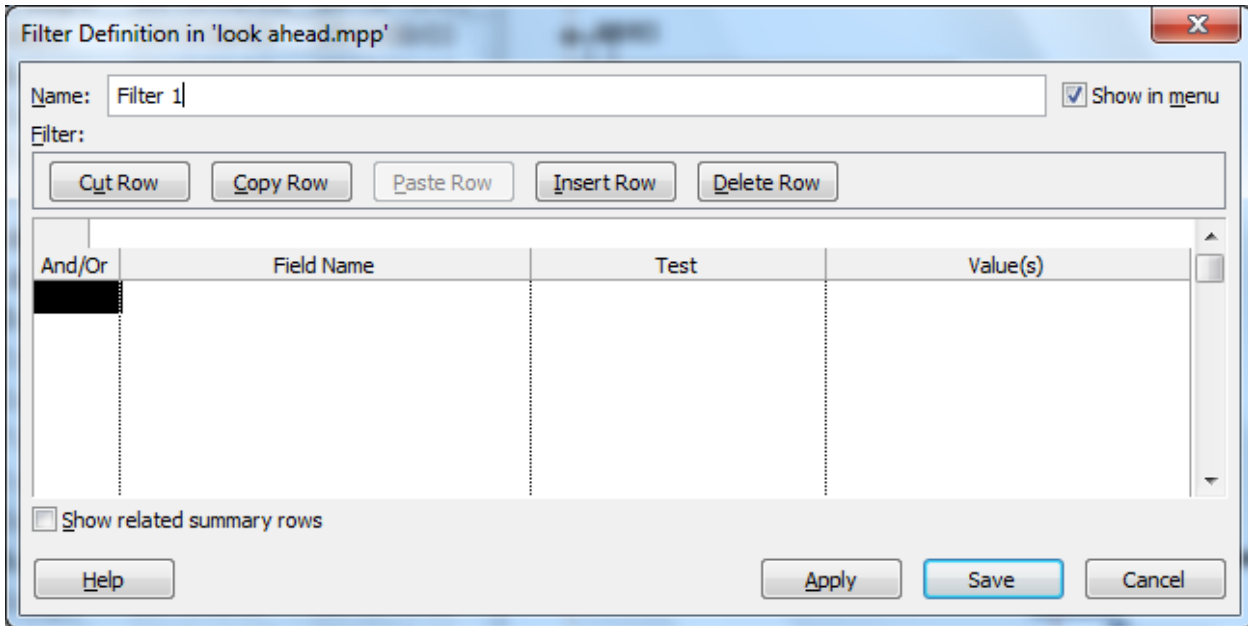 Filter Definition in 'look ahead.mpp'
Name: Filter 1 Show in menu
Filter:
Cut Row Copy Row Paste Row Insert Row Delete Row
And/Or Field Name Test Value(s)
Show related summary rows
Help Apply Save Cancel